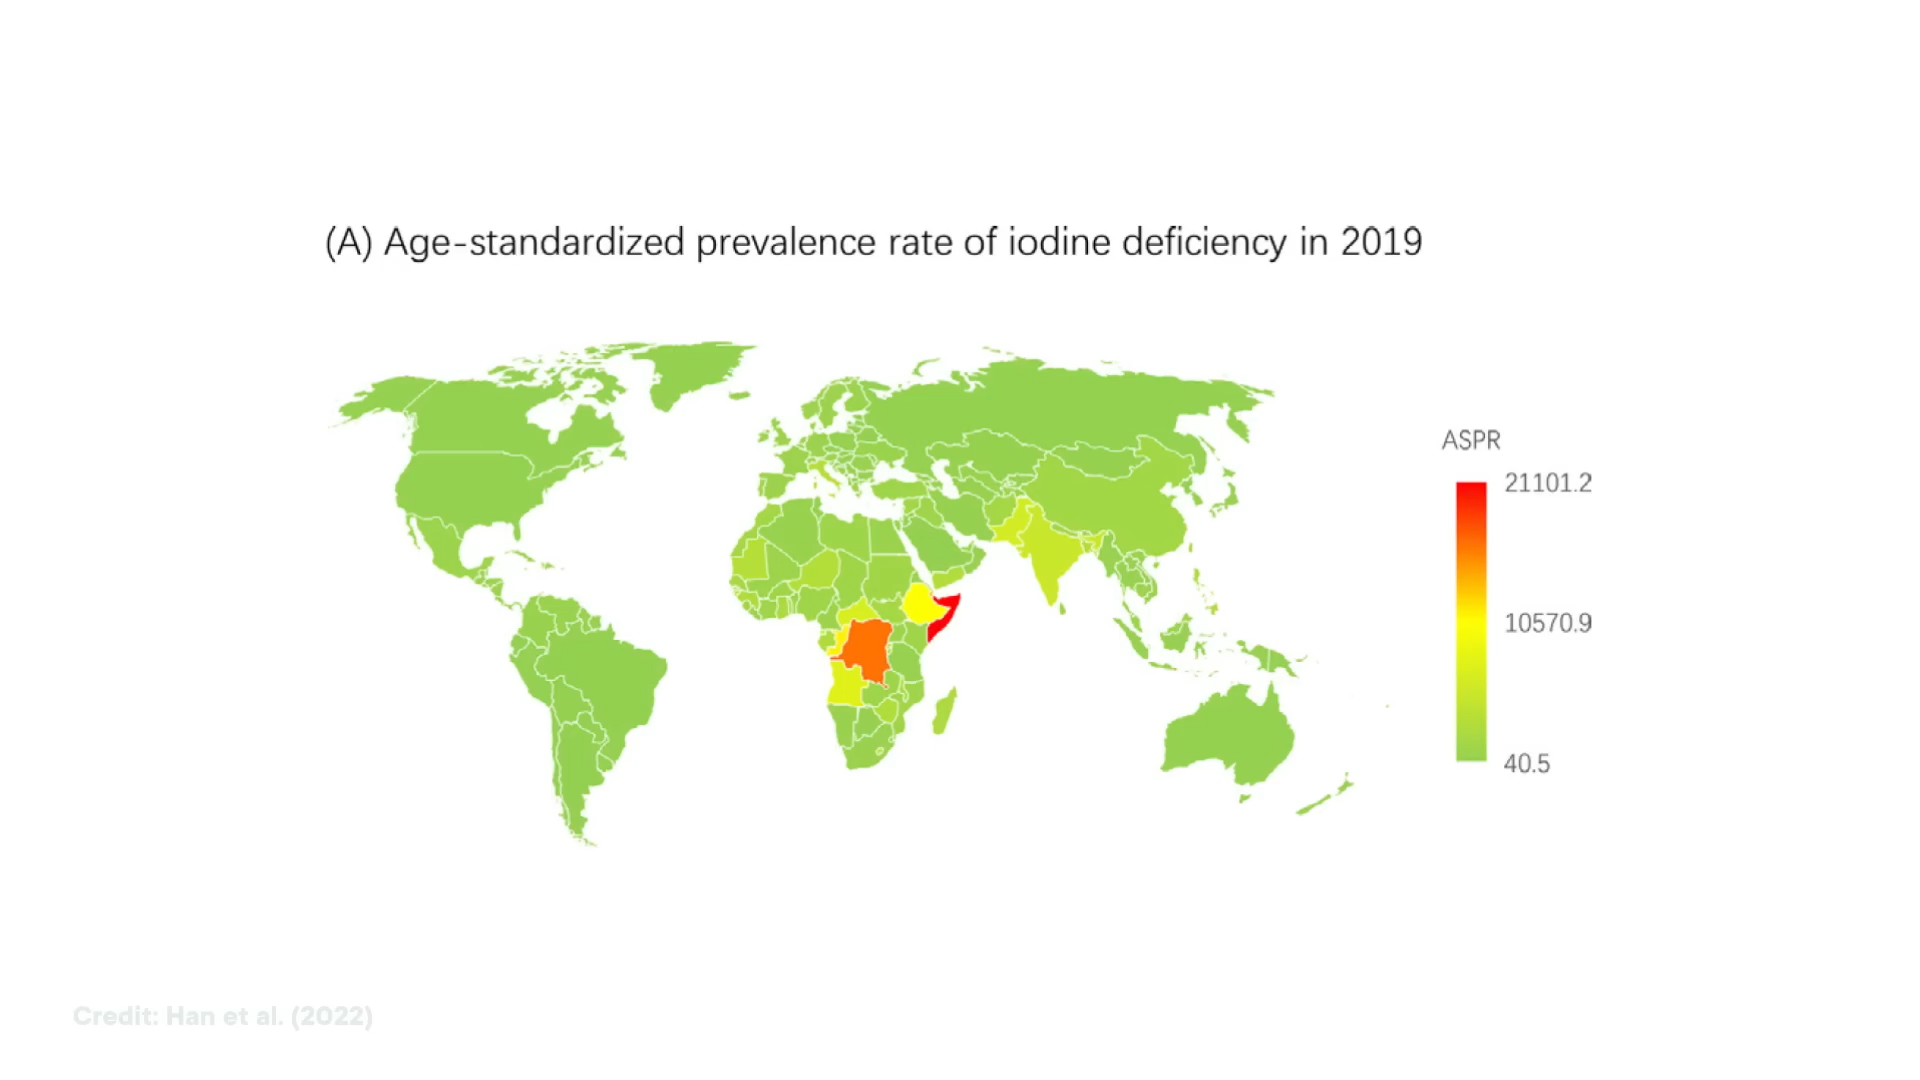 (A) Age-standardized prevalence rate of iodine deficiency in 2019
ASPR
21101.2
10570.9
40.5
Credit: Han et al. (2022)